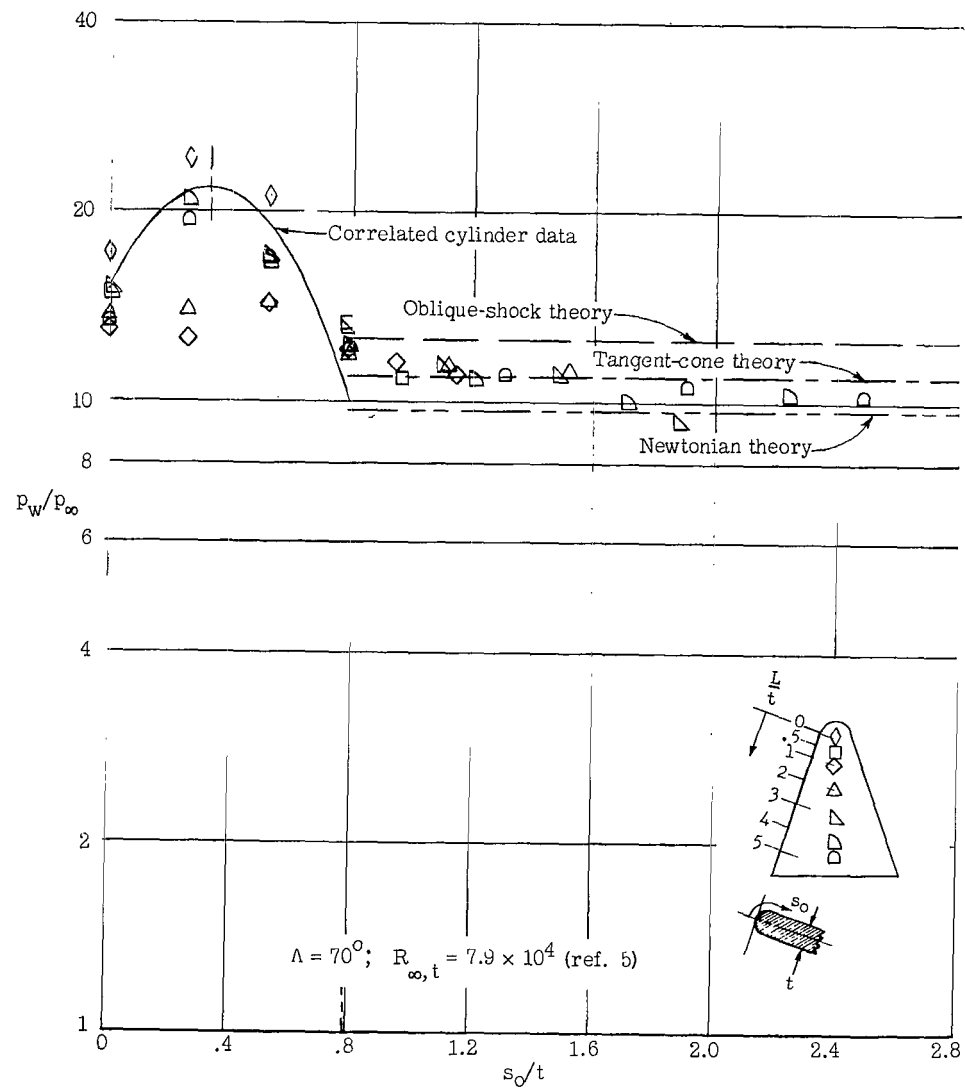 40
20
Correlated cylinder data
Oblique-shock theory
Tangent-cone theory
10
Newtonian theory
8
p_w/p_∞
6
4
L/t
0
.5
1
2
3
4
5
2
s_o
t
Λ = 70°; R_∞,t = 7.9 × 10⁴ (ref. 5)
1
0 .4 .8 1.2 1.6 2.0 2.4 2.8
s_o/t